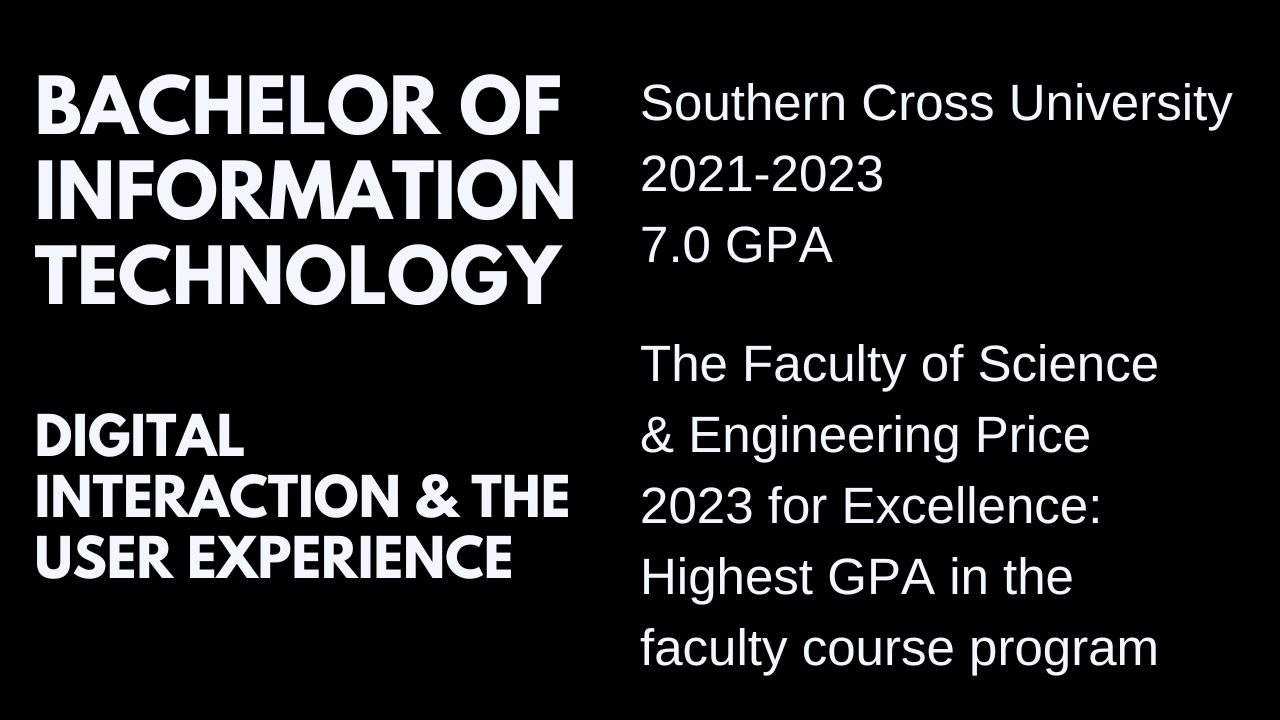 BACHELOR OF
INFORMATION
TECHNOLOGY
DIGITAL
INTERACTION & THE
USER EXPERIENCE
Southern Cross University
2021-2023
7.0 GPA
The Faculty of Science
& Engineering Price
2023 for Excellence:
Highest GPA in the
faculty course program